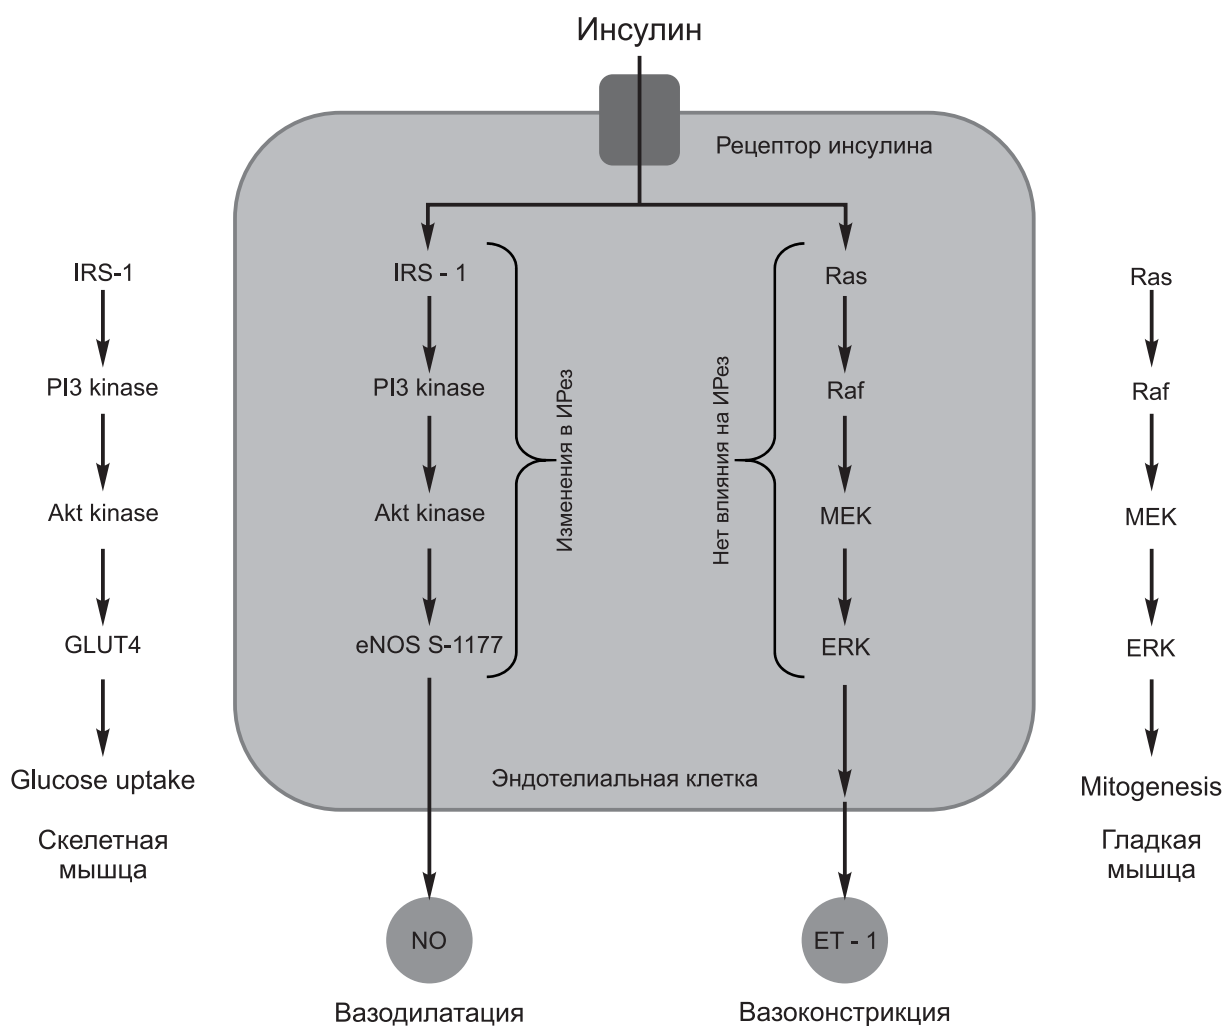 Инсулин
Рецептор инсулина
IRS-1
PI3 kinase
Akt kinase
GLUT4
Glucose uptake
Скелетная
мышца
IRS - 1
PI3 kinase
Akt kinase
eNOS S-1177
Изменения в ИРез
Нет влияния на ИРез
Ras
Raf
MEK
ERK
Эндотелиальная клетка
Ras
Raf
MEK
ERK
Mitogenesis
Гладкая
мышца
NO
Вазодилатация
ET - 1
Вазоконстрикция